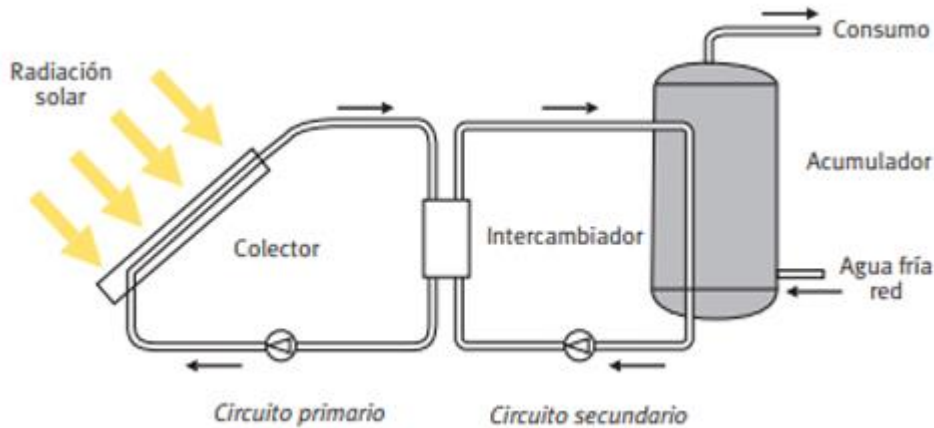 Consumo
Radiación
solar
Acumulador
Colector
Intercambiador
Agua fría
red
Circuito primario
Circuito secundario